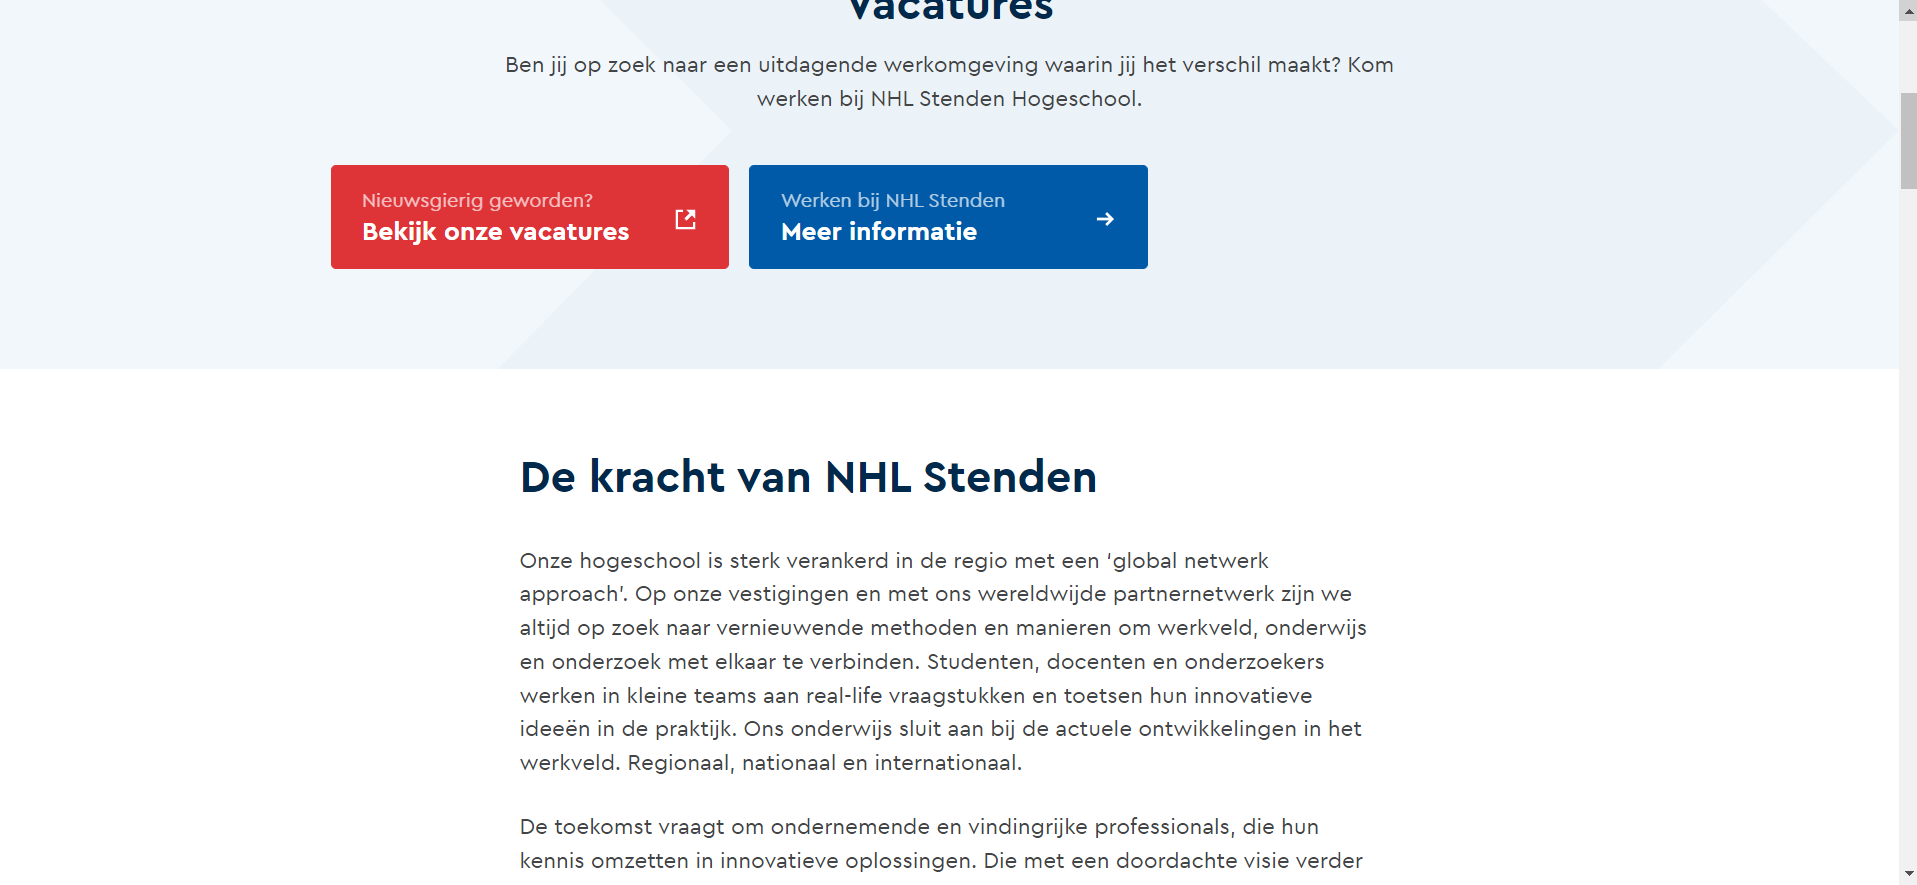 Vacatures
Ben jij op zoek naar een uitdagende werkomgeving waarin jij het verschil maakt? Kom
werken bij NHL Stenden Hogeschool.
Nieuwsgierig geworden?
Bekijk onze vacatures
Werken bij NHL Stenden
Meer informatie
De kracht van NHL Stenden
Onze hogeschool is sterk verankerd in de regio met een ‘global netwerk
approach’. Op onze vestigingen en met ons wereldwijde partnernetwerk zijn we
altijd op zoek naar vernieuwende methoden en manieren om werkveld, onderwijs
en onderzoek met elkaar te verbinden. Studenten, docenten en onderzoekers
werken in kleine teams aan real-life vraagstukken en toetsen hun innovatieve
ideeën in de praktijk. Ons onderwijs sluit aan bij de actuele ontwikkelingen in het
werkveld. Regionaal, nationaal en internationaal.
De toekomst vraagt om ondernemende en vindingrijke professionals, die hun
kennis omzetten in innovatieve oplossingen. Die met een doordachte visie verder